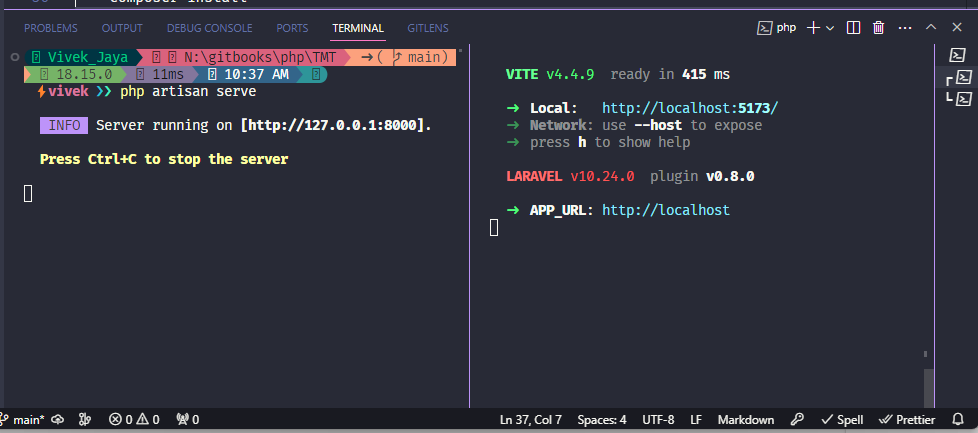 composer install
PROBLEMS OUTPUT DEBUG CONSOLE PORTS TERMINAL GITLENS
php
Vivek_Jaya N:\gitbooks\php\TMT →( main)
18.15.0 11ms 10:37 AM
⚡vivek ❯❯ php artisan serve
INFO Server running on [http://127.0.0.1:8000].
Press Ctrl+C to stop the server
VITE v4.4.9 ready in 415 ms
➜ Local: http://localhost:5173/
➜ Network: use --host to expose
➜ press h to show help
LARAVEL v10.24.0 plugin v0.8.0
➜ APP_URL: http://localhost
main* 0 0 0 Ln 37, Col 7 Spaces: 4 UTF-8 LF Markdown Spell Prettier